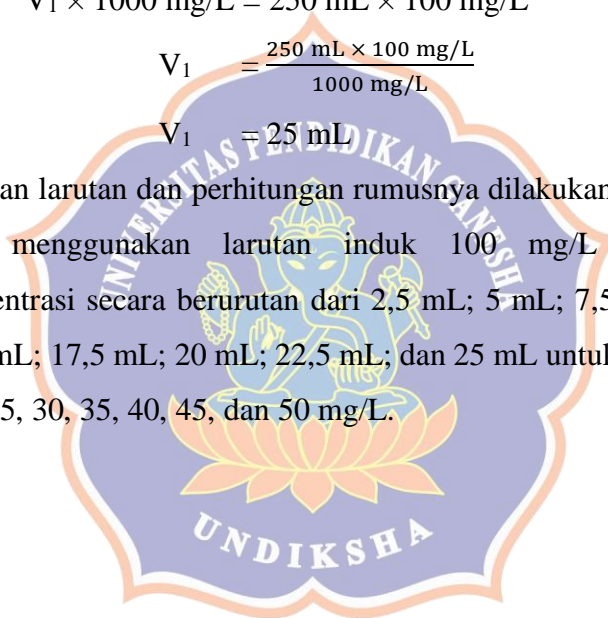 V₁ × 1000 mg/L = 250 mL × 100 mg/L
V₁ = 250 mL × 100 mg/L / 1000 mg/L
V₁ = 25 mL
UNIVERSITAS PENDIDIKAN GANESHA
an larutan dan perhitungan rumusnya dilakukan
menggunakan larutan induk 100 mg/L
entrasi secara berurutan dari 2,5 mL; 5 mL; 7,5
mL; 17,5 mL; 20 mL; 22,5 mL; dan 25 mL untuk
5, 30, 35, 40, 45, dan 50 mg/L.
UNDIKSHA